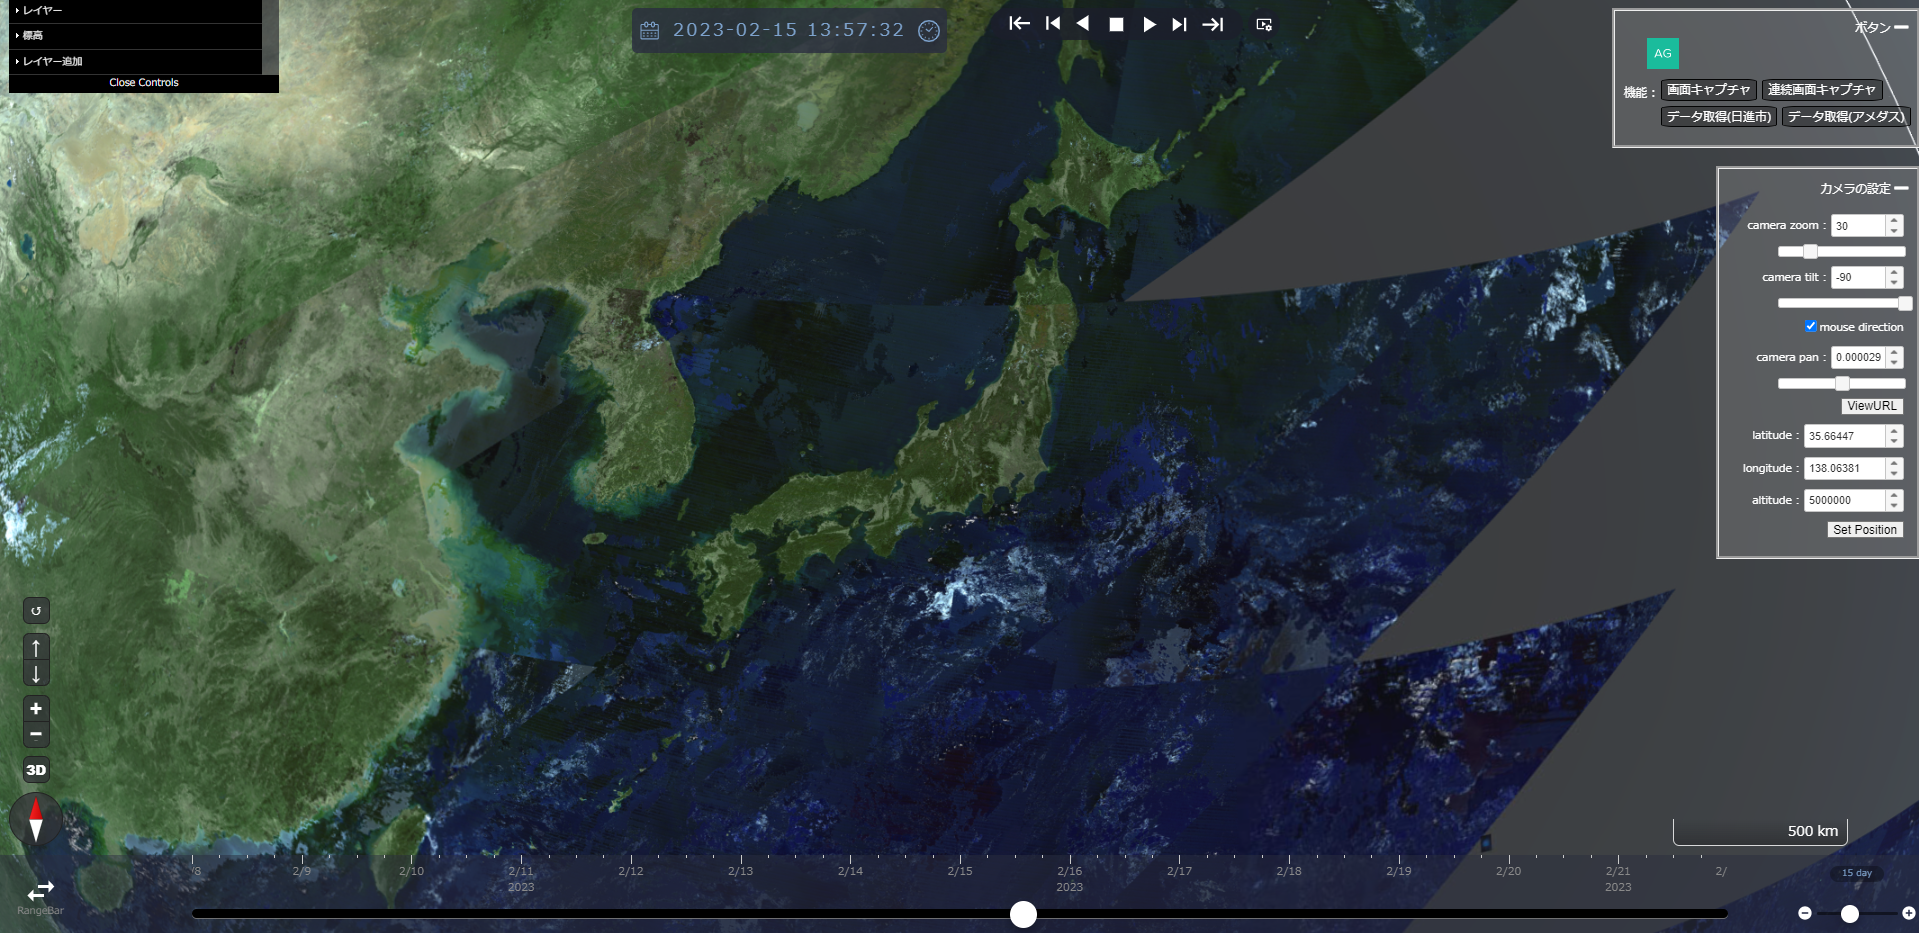 レイヤー
標高
レイヤー追加
Close Controls
2023-02-15 13:57:32
ボタン
AG
機能：
画面キャプチャ
連続画面キャプチャ
データ取得(日進市)
データ取得(アメダス)
カメラの設定
camera zoom : 30
camera tilt : -90
mouse direction
camera pan : 0.000029
ViewURL
latitude : 35.66447
longitude : 138.06381
altitude : 5000000
Set Position
3D
500 km
/8
2/9
2/10
2/11
2023
2/12
2/13
2/14
2/15
2/16
2023
2/17
2/18
2/19
2/20
2/21
2023
2/
15 day
RangeBar